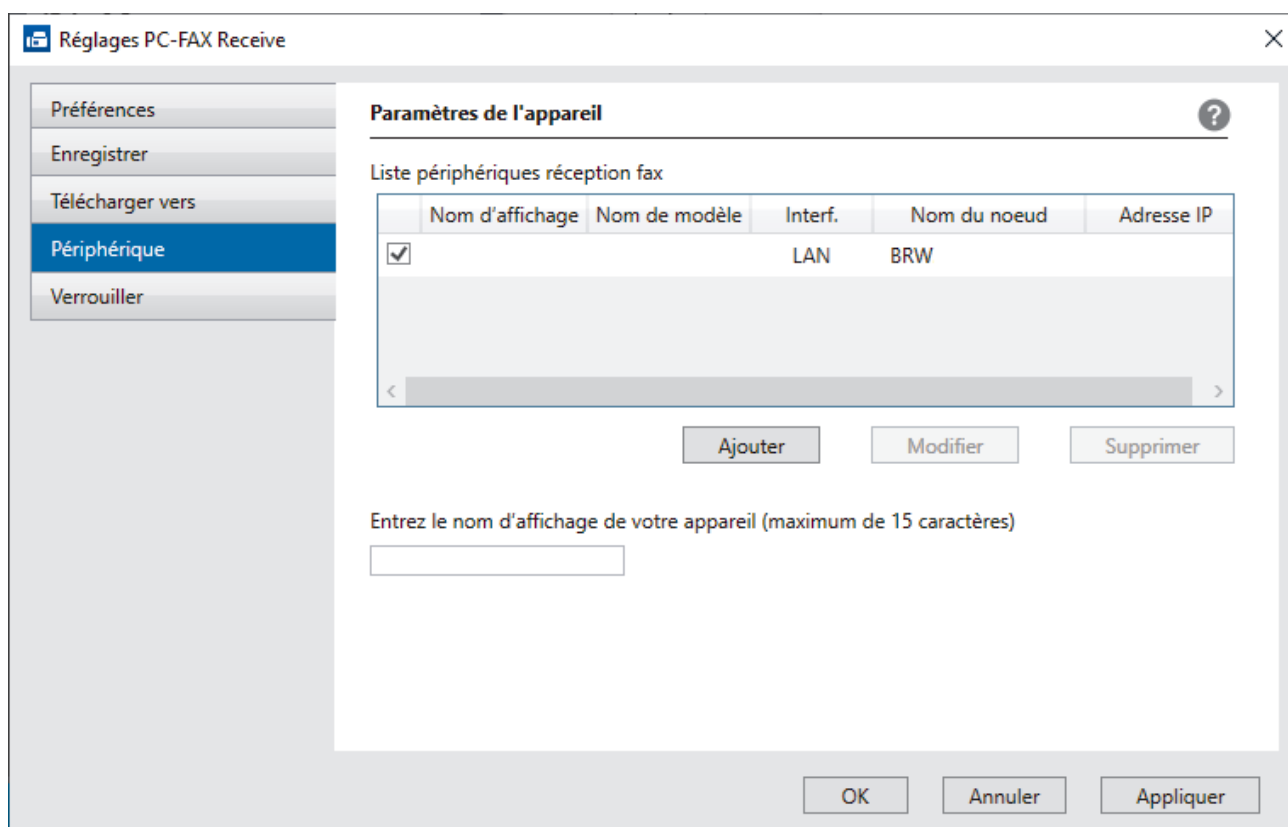 Réglages PC-FAX Receive
Préférences
Enregistrer
Télécharger vers
Périphérique
Verrouiller
Paramètres de l'appareil
?
Liste périphériques réception fax
Nom d’affichage Nom de modèle Interf. Nom du noeud Adresse IP
LAN BRW
Ajouter Modifier Supprimer
Entrez le nom d'affichage de votre appareil (maximum de 15 caractères)
OK Annuler Appliquer